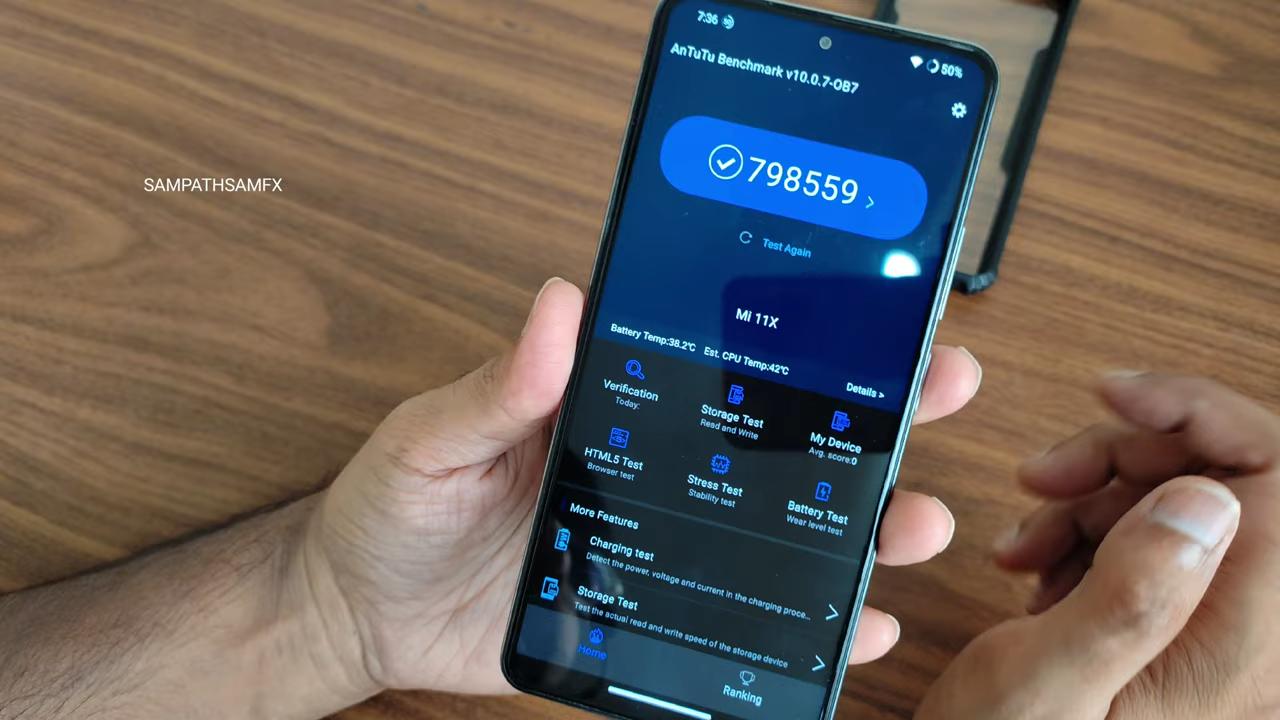 7:36
50%
AnTuTu Benchmark v10.0.7-OB7
SAMPATHSAMFX
798559 >
Test Again
Mi 11X
Battery Temp:38.2℃ Est. CPU Temp:42℃
Details >
Verification
Today:
Storage Test
Read and Write
My Device
Avg. score:0
HTML5 Test
Browser test
Stress Test
Stability test
Battery Test
Wear level test
More Features
Charging test
Detect the power, voltage and current in the charging proce...
Storage Test
Test the actual read and write speed of the storage device
Home
Ranking